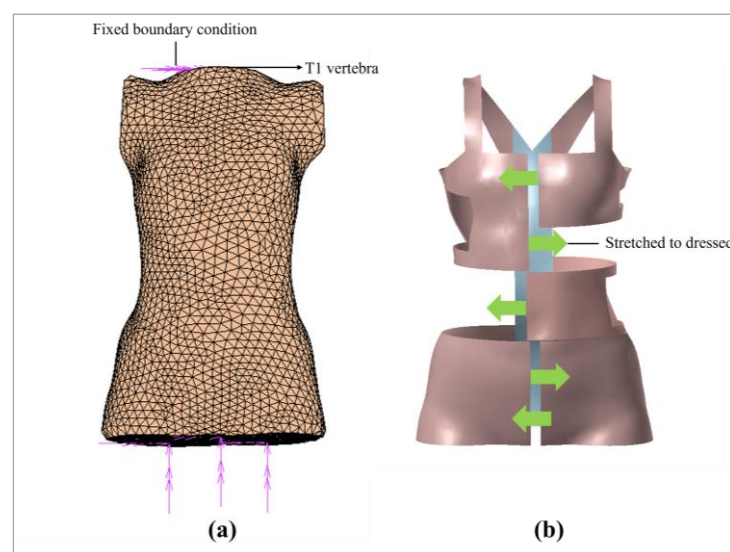 Fixed boundary condition
T1 vertebra
Stretched to dressed
(a)
(b)